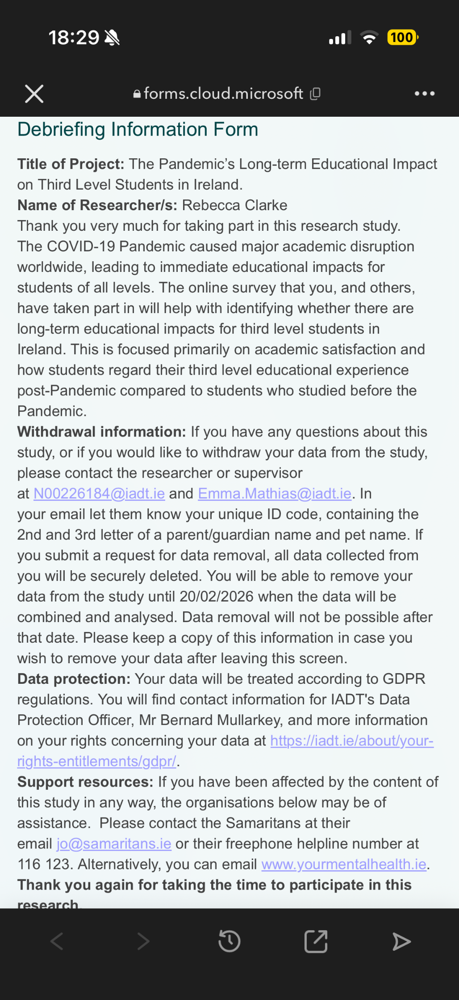 18:29
100
forms.cloud.microsoft
Debriefing Information Form
Title of Project: The Pandemic’s Long-term Educational Impact
on Third Level Students in Ireland.
Name of Researcher/s: Rebecca Clarke
Thank you very much for taking part in this research study.
The COVID-19 Pandemic caused major academic disruption
worldwide, leading to immediate educational impacts for
students of all levels. The online survey that you, and others,
have taken part in will help with identifying whether there are
long-term educational impacts for third level students in
Ireland. This is focused primarily on academic satisfaction and
how students regard their third level educational experience
post-Pandemic compared to students who studied before the
Pandemic.
Withdrawal information: If you have any questions about this
study, or if you would like to withdraw your data from the study,
please contact the researcher or supervisor
at N00226184@iadt.ie and Emma.Mathias@iadt.ie. In
your email let them know your unique ID code, containing the
2nd and 3rd letter of a parent/guardian name and pet name. If
you submit a request for data removal, all data collected from
you will be securely deleted. You will be able to remove your
data from the study until 20/02/2026 when the data will be
combined and analysed. Data removal will not be possible after
that date. Please keep a copy of this information in case you
wish to remove your data after leaving this screen.
Data protection: Your data will be treated according to GDPR
regulations. You will find contact information for IADT's Data
Protection Officer, Mr Bernard Mullarkey, and more information
on your rights concerning your data at https://iadt.ie/about/your-
rights-entitlements/gdpr/.
Support resources: If you have been affected by the content of
this study in any way, the organisations below may be of
assistance.  Please contact the Samaritans at their
email jo@samaritans.ie or their freephone helpline number at
116 123. Alternatively, you can email www.yourmentalhealth.ie.
Thank you again for taking the time to participate in this
research.